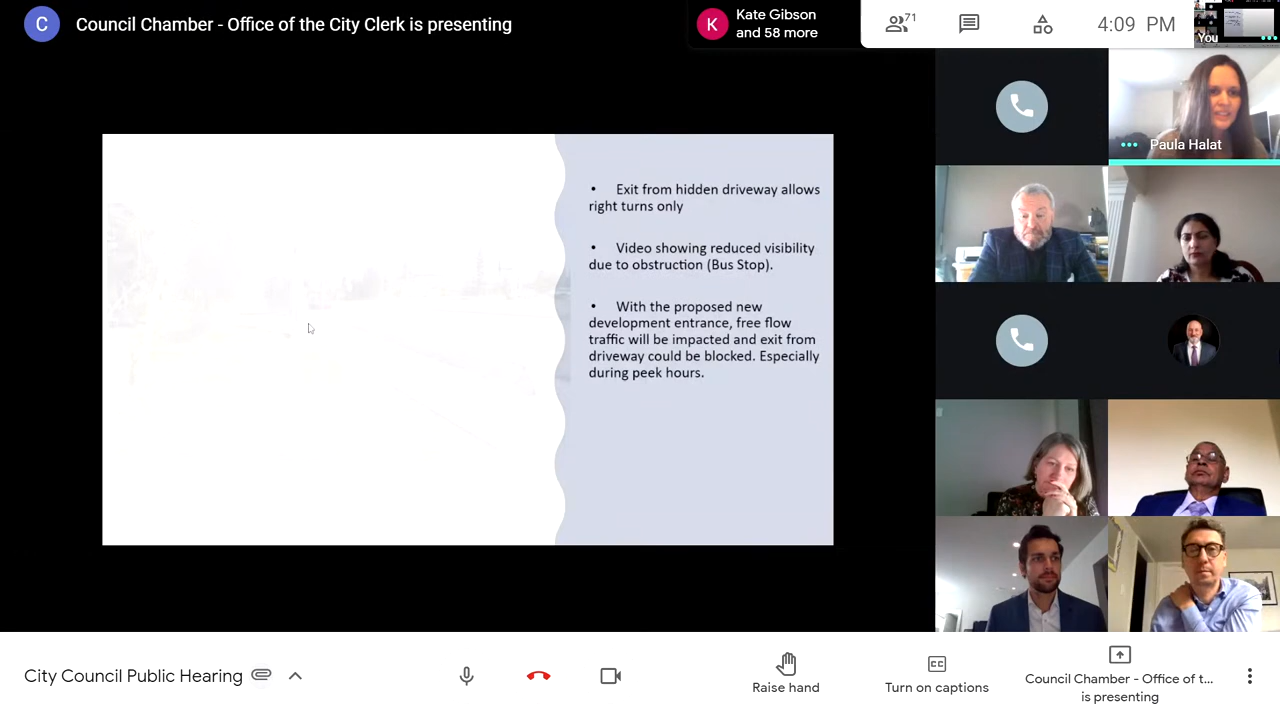 C
Council Chamber - Office of the City Clerk is presenting
K
Kate Gibson
and 58 more
71
4:09 PM
You
Paula Halat
• Exit from hidden driveway allows
right turns only
• Video showing reduced visibility
due to obstruction (Bus Stop).
• With the proposed new
development entrance, free flow
traffic will be impacted and exit from
driveway could be blocked. Especially
during peek hours.
City Council Public Hearing
Raise hand
CC
Turn on captions
Council Chamber - Office of t...
is presenting